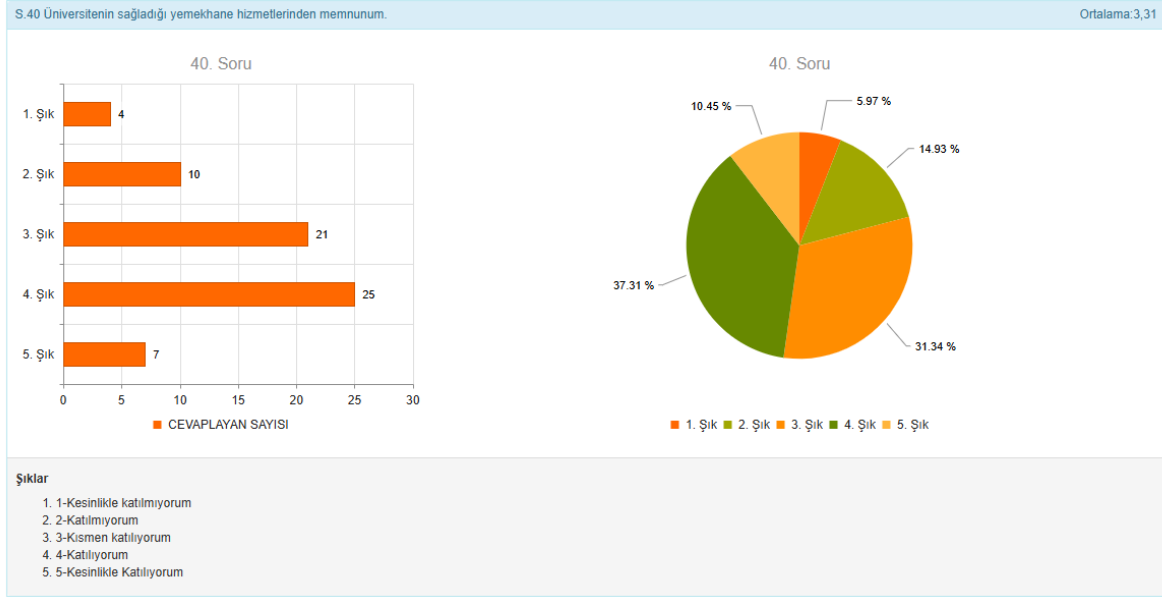 S.40 Üniversitenin sağladığı yemekhane hizmetlerinden memnunum. Ortalama:3,31
40. Soru
1. Şık 4
2. Şık 10
3. Şık 21
4. Şık 25
5. Şık 7
0 5 10 15 20 25 30
CEVAPLAYAN SAYISI
40. Soru
10.45 % 5.97 %
14.93 %
37.31 %
31.34 %
1. Şık 2. Şık 3. Şık 4. Şık 5. Şık
Şıklar
1. 1-Kesinlikle katılmıyorum
2. 2-Katılmıyorum
3. 3-Kısmen katılıyorum
4. 4-Katılıyorum
5. 5-Kesinlikle Katılıyorum